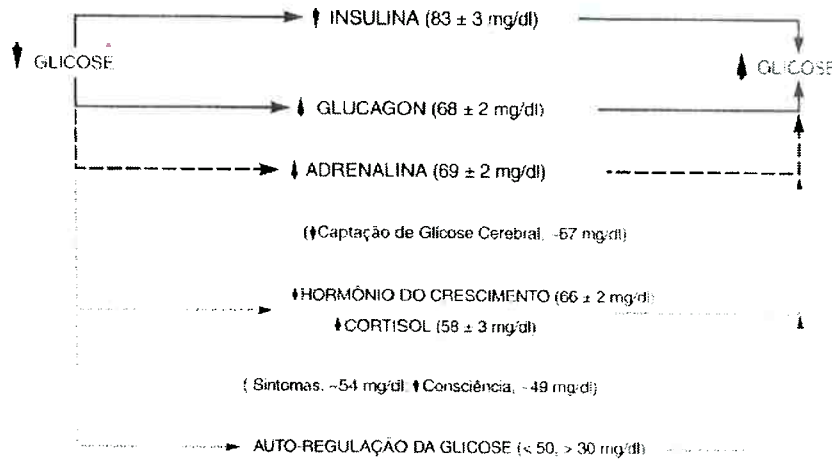 INSULINA (83 ± 3 mg/dl)
GLICOSE
GLICOSE
GLUCAGON (68 ± 2 mg/dl)
ADRENALINA (69 ± 2 mg/dl)
(Captação de Glicose Cerebral, ~67 mg/dl)
HORMÔNIO DO CRESCIMENTO (66 ± 2 mg/dl)
CORTISOL (58 ± 3 mg/dl)
( Sintomas, ~54 mg/dl; Consciência, ~49 mg/dl)
AUTO-REGULAÇÃO DA GLICOSE (< 50, > 30 mg/dl)